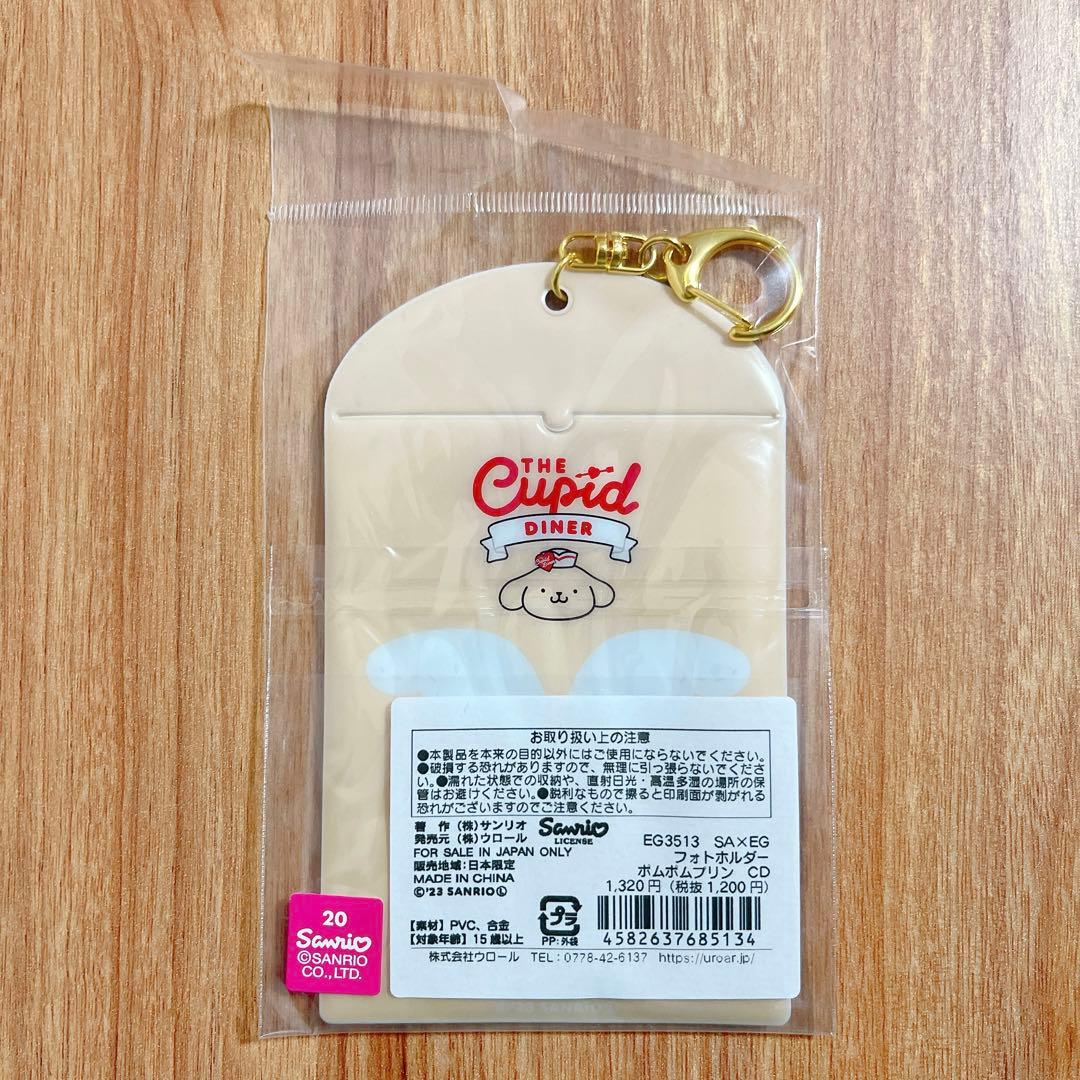 THE
Cupid
DINER
お取り扱い上の注意
●本製品を本来の目的以外にはご使用にならないでください。
●破損する恐れがありますので、無理に引っ張らないでくださ
い。●濡れた状態での収納や、直射日光・高温多湿の場所の保
管はお避けください。●鋭利なもので擦ると印刷面が剥がれる
恐れがございますのでご注意ください。
著 作 (株)サンリオ
発売元 (株)ウロール
Sanrio
LICENSE
FOR SALE IN JAPAN ONLY
販売地域:日本限定
MADE IN CHINA
©'23 SANRIO Ⓛ
EG3513 SA×EG
フォトホルダー
ポムポムプリン CD
1,320円(税抜1,200円)
【素材】PVC、合金
【対象年齢】15歳以上
プラ
PP:外袋
4582637685134
株式会社ウロール TEL:0778-42-6137 https://uroar.jp/
20
Sanrio
©SANRIO
CO.,LTD.